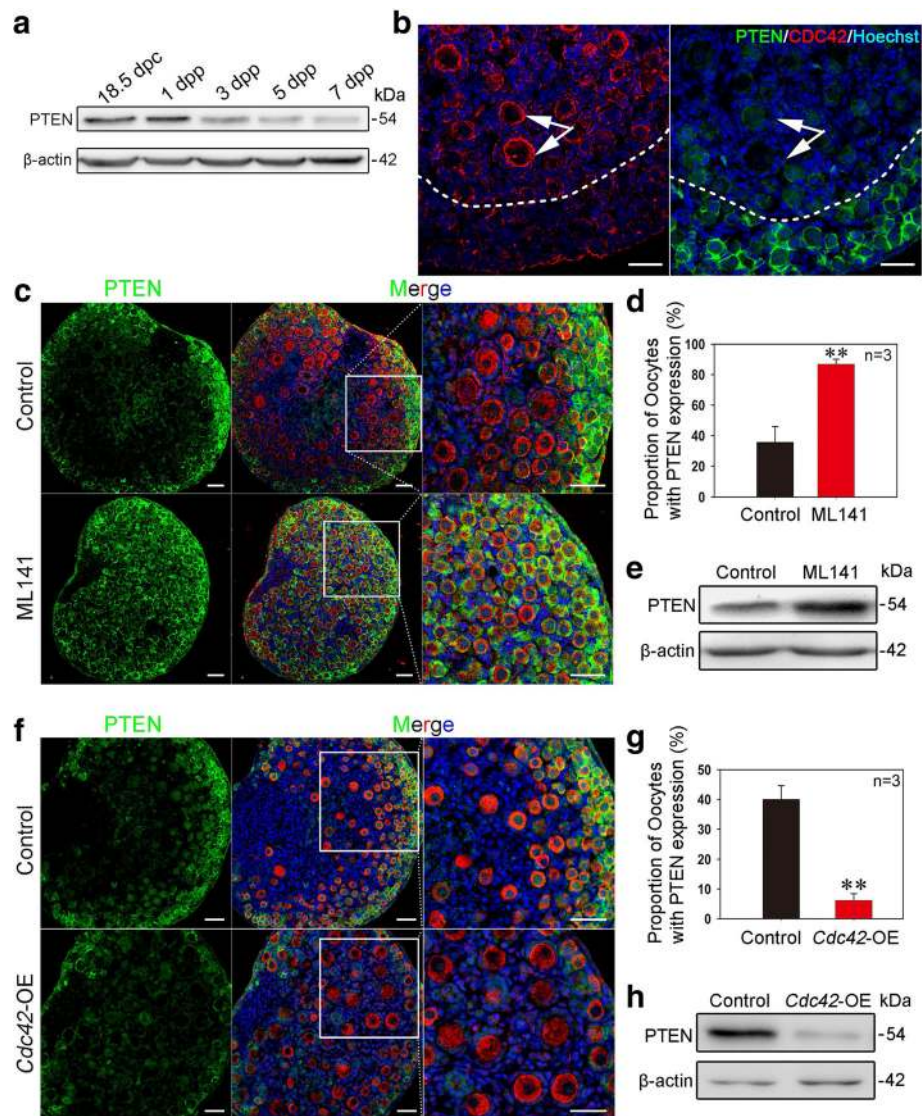 a
18.5 dpc 1 dpp 3 dpp 5 dpp 7 dpp kDa
PTEN -54
β-actin -42
b
PTEN/CDC42/Hoechst
c
PTEN Merge
Control
ML141
d
Proportion of Oocytes
with PTEN expression (%)
100
80
60
40
20
0
**
n=3
Control ML141
e
Control ML141 kDa
PTEN -54
β-actin -42
f
PTEN Merge
Control
Cdc42-OE
g
Proportion of Oocytes
with PTEN expression (%)
50
40
30
20
10
0
**
n=3
Control Cdc42-OE
h
Control Cdc42-OE kDa
PTEN -54
β-actin -42